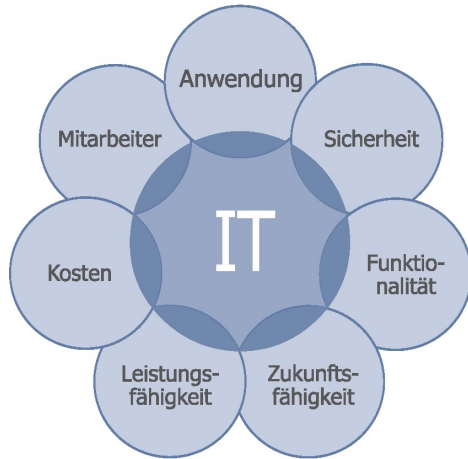 Anwendung
Mitarbeiter
Sicherheit
IT
Kosten
Funktio-
nalität
Leistungs-
fähigkeit
Zukunfts-
fähigkeit